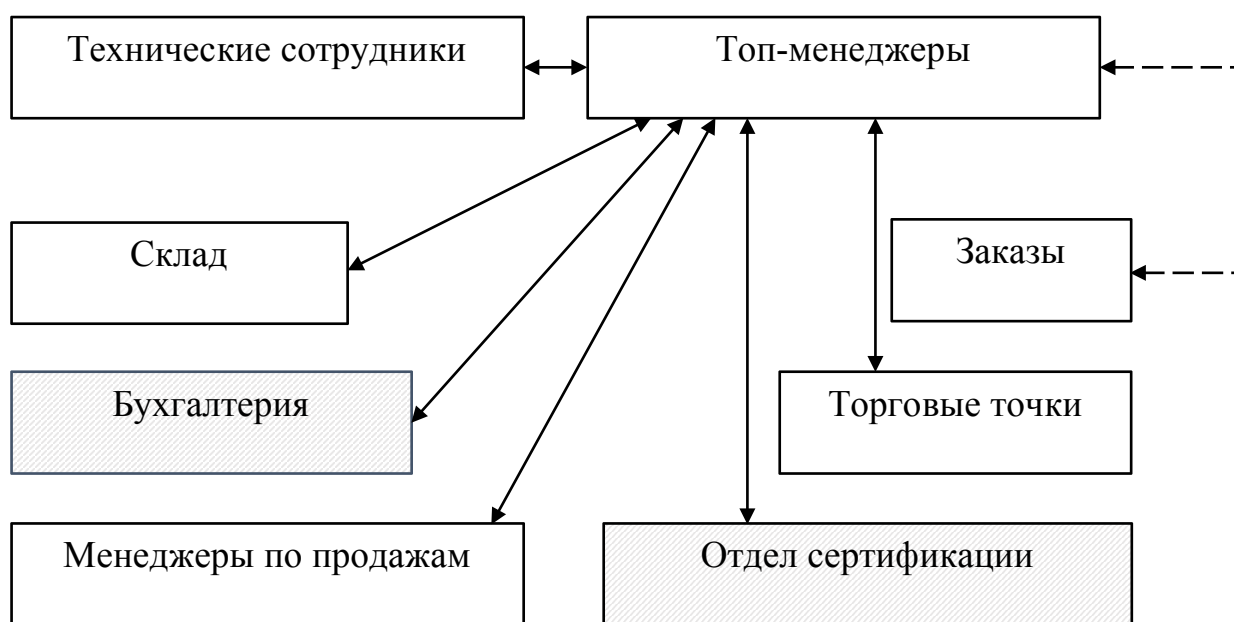 Технические сотрудники
Топ-менеджеры
Склад
Заказы
Бухгалтерия
Торговые точки
Менеджеры по продажам
Отдел сертификации